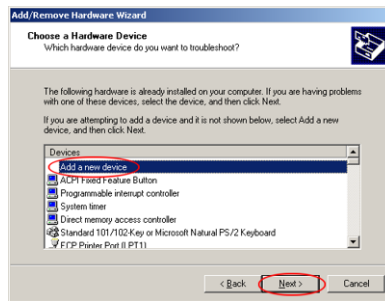 Add/Remove Hardware Wizard
Choose a Hardware Device
Which hardware device do you want to troubleshoot?
The following hardware is already installed on your computer. If you are having problems
with one of these devices, select the device, and then click Next.
If you are attempting to add a device and it is not shown below, select Add a new
device, and then click Next.
Devices
Add a new device
ACPI Fixed Feature Button
Programmable interrupt controller
System timer
Direct memory access controller
Standard 101/102-Key or Microsoft Natural PS/2 Keyboard
ECP Printer Port (LPT1)
< Back
Next >
Cancel